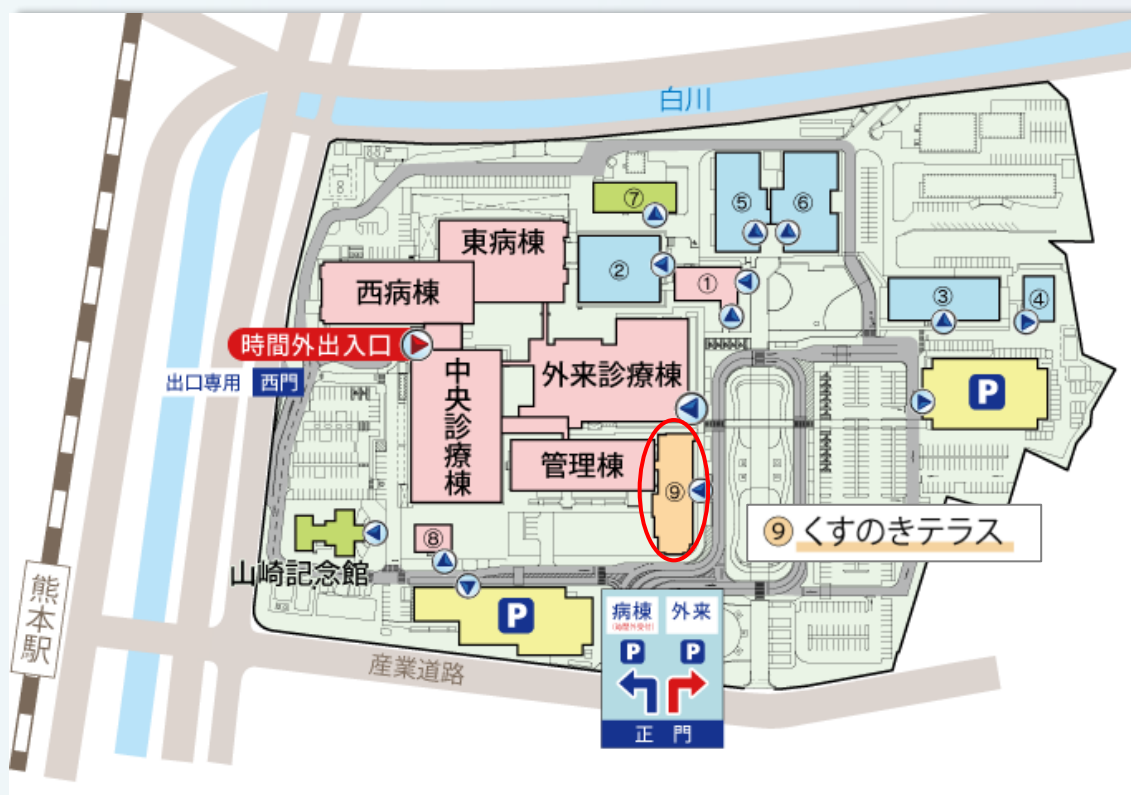 白川
⑦
⑤
⑥
東病棟
②
①
③
④
西病棟
時間外出入口
出口専用 西門
外来診療棟
P
中央診療棟
管理棟
⑨
⑨ くすのきテラス
⑧
山崎記念館
P
熊本駅
病棟 外来
P P
正門
産業道路